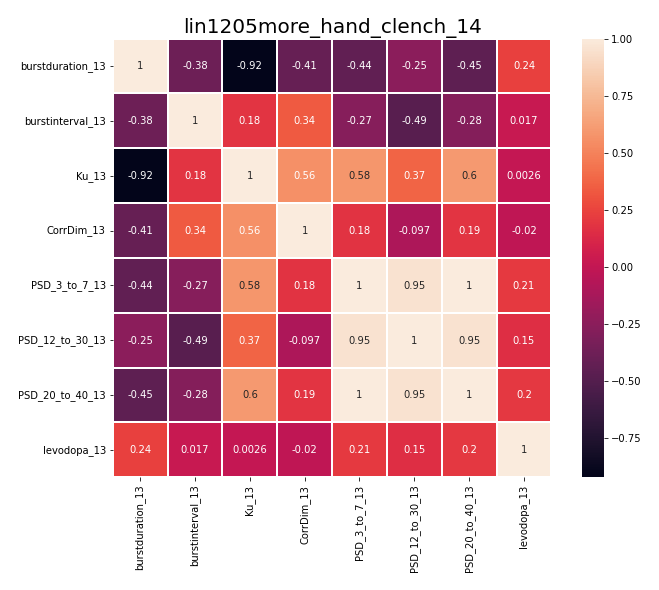 lin1205more_hand_clench_14
burstduration_13 1 -0.38 -0.92 -0.41 -0.44 -0.25 -0.45 0.24
burstinterval_13 -0.38 1 0.18 0.34 -0.27 -0.49 -0.28 0.017
Ku_13 -0.92 0.18 1 0.56 0.58 0.37 0.6 0.0026
CorrDim_13 -0.41 0.34 0.56 1 0.18 -0.097 0.19 -0.02
PSD_3_to_7_13 -0.44 -0.27 0.58 0.18 1 0.95 1 0.21
PSD_12_to_30_13 -0.25 -0.49 0.37 -0.097 0.95 1 0.95 0.15
PSD_20_to_40_13 -0.45 -0.28 0.6 0.19 1 0.95 1 0.2
levodopa_13 0.24 0.017 0.0026 -0.02 0.21 0.15 0.2 1
burstduration_13
burstinterval_13
Ku_13
CorrDim_13
PSD_3_to_7_13
PSD_12_to_30_13
PSD_20_to_40_13
levodopa_13
1.00
0.75
0.50
0.25
0.00
−0.25
−0.50
−0.75